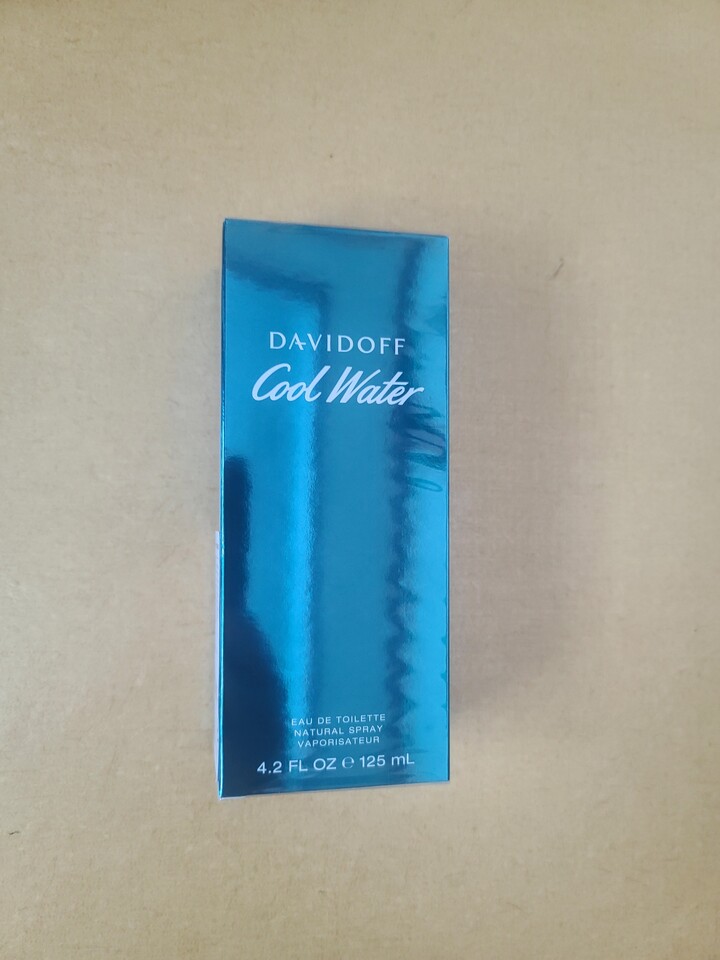 DAVIDOFF
Cool Water
EAU DE TOILETTE
NATURAL SPRAY
VAPORISATEUR
4.2 FL OZ ℮ 125 mL